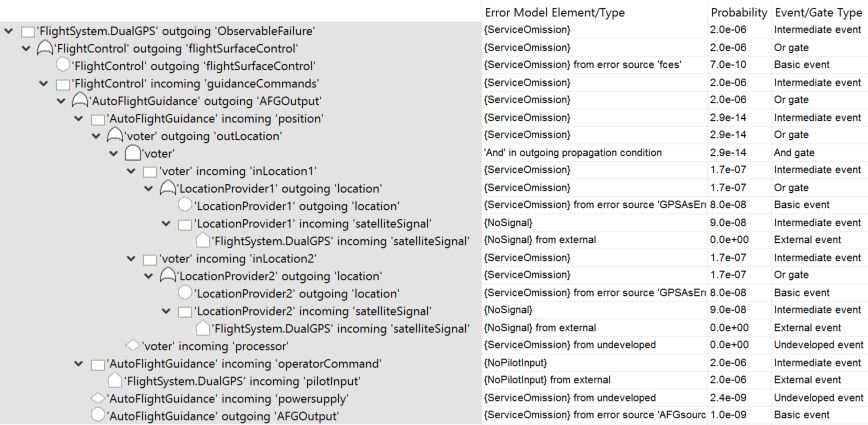 Error Model Element/Type Probability Event/Gate Type
'FlightSystem.DualGPS' outgoing 'ObservableFailure' {ServiceOmission} 2.0e-06 Intermediate event
'FlightControl' outgoing 'flightSurfaceControl' {ServiceOmission} 2.0e-06 Or gate
'FlightControl' outgoing 'flightSurfaceControl' {ServiceOmission} from error source 'fces' 7.0e-10 Basic event
'FlightControl' incoming 'guidanceCommands' {ServiceOmission} 2.0e-06 Intermediate event
'AutoFlightGuidance' outgoing 'AFGOutput' {ServiceOmission} 2.0e-06 Or gate
'AutoFlightGuidance' incoming 'position' {ServiceOmission} 2.9e-14 Intermediate event
'voter' outgoing 'outLocation' {ServiceOmission} 2.9e-14 Or gate
'voter' 'And' in outgoing propagation condition 2.9e-14 And gate
'voter' incoming 'inLocation1' {ServiceOmission} 1.7e-07 Intermediate event
'LocationProvider1' outgoing 'location' {ServiceOmission} 1.7e-07 Or gate
'LocationProvider1' outgoing 'location' {ServiceOmission} from error source 'GPSAsEr 8.0e-08 Basic event
'LocationProvider1' incoming 'satelliteSignal' {NoSignal} 9.0e-08 Intermediate event
'FlightSystem.DualGPS' incoming 'satelliteSignal' {NoSignal} from external 0.0e+00 External event
'voter' incoming 'inLocation2' {ServiceOmission} 1.7e-07 Intermediate event
'LocationProvider2' outgoing 'location' {ServiceOmission} 1.7e-07 Or gate
'LocationProvider2' outgoing 'location' {ServiceOmission} from error source 'GPSAsEr 8.0e-08 Basic event
'LocationProvider2' incoming 'satelliteSignal' {NoSignal} 9.0e-08 Intermediate event
'FlightSystem.DualGPS' incoming 'satelliteSignal' {NoSignal} from external 0.0e+00 External event
'voter' incoming 'processor' {ServiceOmission} from undeveloped 0.0e+00 Undeveloped event
'AutoFlightGuidance' incoming 'operatorCommand' {NoPilotInput} 2.0e-06 Intermediate event
'FlightSystem.DualGPS' incoming 'pilotInput' {NoPilotInput} from external 2.0e-06 External event
'AutoFlightGuidance' incoming 'powersupply' {ServiceOmission} from undeveloped 2.4e-09 Undeveloped event
'AutoFlightGuidance' outgoing 'AFGOutput' {ServiceOmission} from error source 'AFGsourc 1.0e-09 Basic event